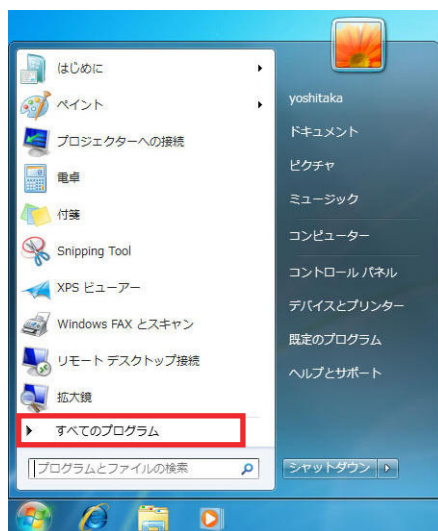 はじめに
ペイント
プロジェクターへの接続
電卓
付箋
Snipping Tool
XPS ビューアー
Windows FAX とスキャン
リモート デスクトップ接続
拡大鏡
すべてのプログラム
プログラムとファイルの検索
yoshitaka
ドキュメント
ピクチャ
ミュージック
コンピューター
コントロール パネル
デバイスとプリンター
既定のプログラム
ヘルプとサポート
シャットダウン